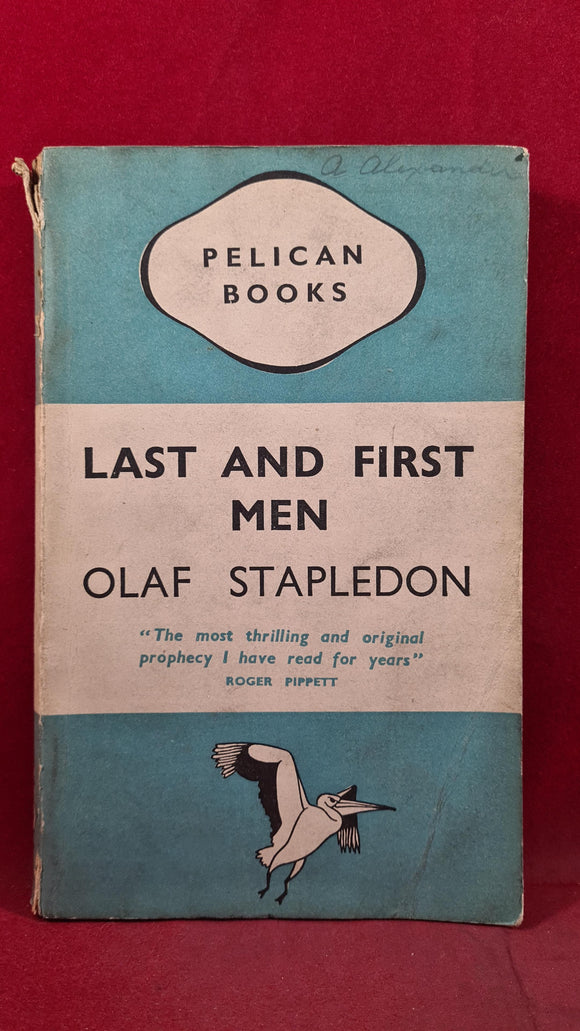 A Alexander
PELICAN
BOOKS
LAST AND FIRST
MEN
OLAF STAPLEDON
"The most thrilling and original
prophecy I have read for years"
ROGER PIPPETT